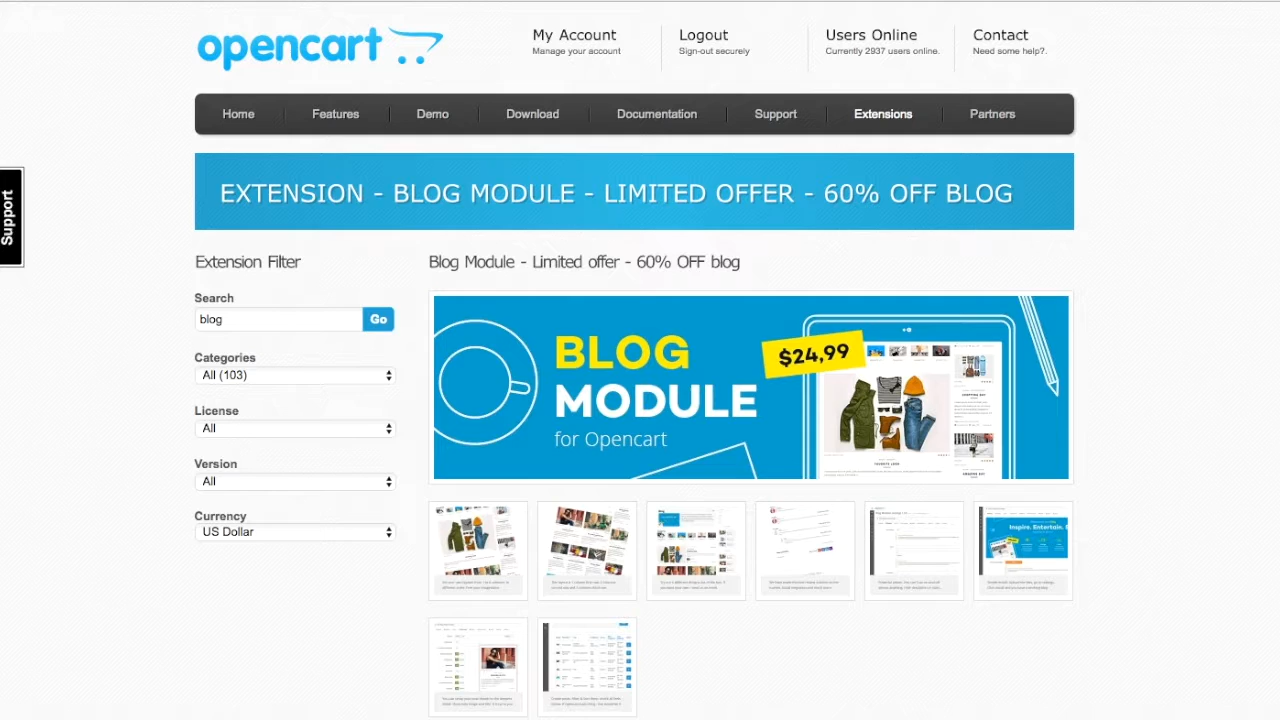 opencart
My Account
Manage your account
Logout
Sign-out securely
Users Online
Currently 2937 users online.
Contact
Need some help?.
Home
Features
Demo
Download
Documentation
Support
Extensions
Partners
Support
EXTENSION - BLOG MODULE - LIMITED OFFER - 60% OFF BLOG
Extension Filter
Search
blog
Go
Categories
All (103)
License
All
Version
All
Currency
US Dollar
Blog Module - Limited offer - 60% OFF blog
BLOG
MODULE
for Opencart
$24,99
Inspire. Entertain.